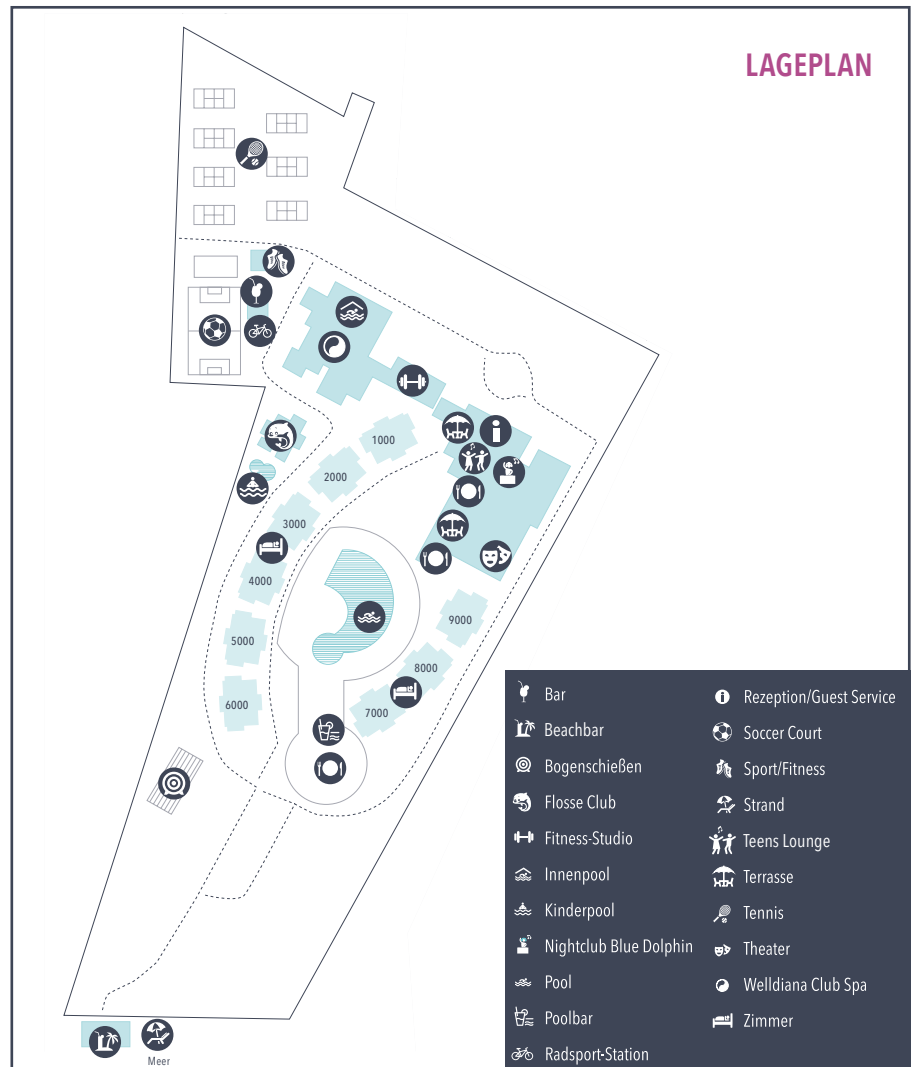 LAGEPLAN
1000
2000
3000
4000
5000
6000
9000
8000
7000
Meer
Bar
Beachbar
Bogenschießen
Flosse Club
Fitness-Studio
Innenpool
Kinderpool
Nightclub Blue Dolphin
Pool
Poolbar
Radsport-Station
Rezeption/Guest Service
Soccer Court
Sport/Fitness
Strand
Teens Lounge
Terrasse
Tennis
Theater
Welldiana Club Spa
Zimmer